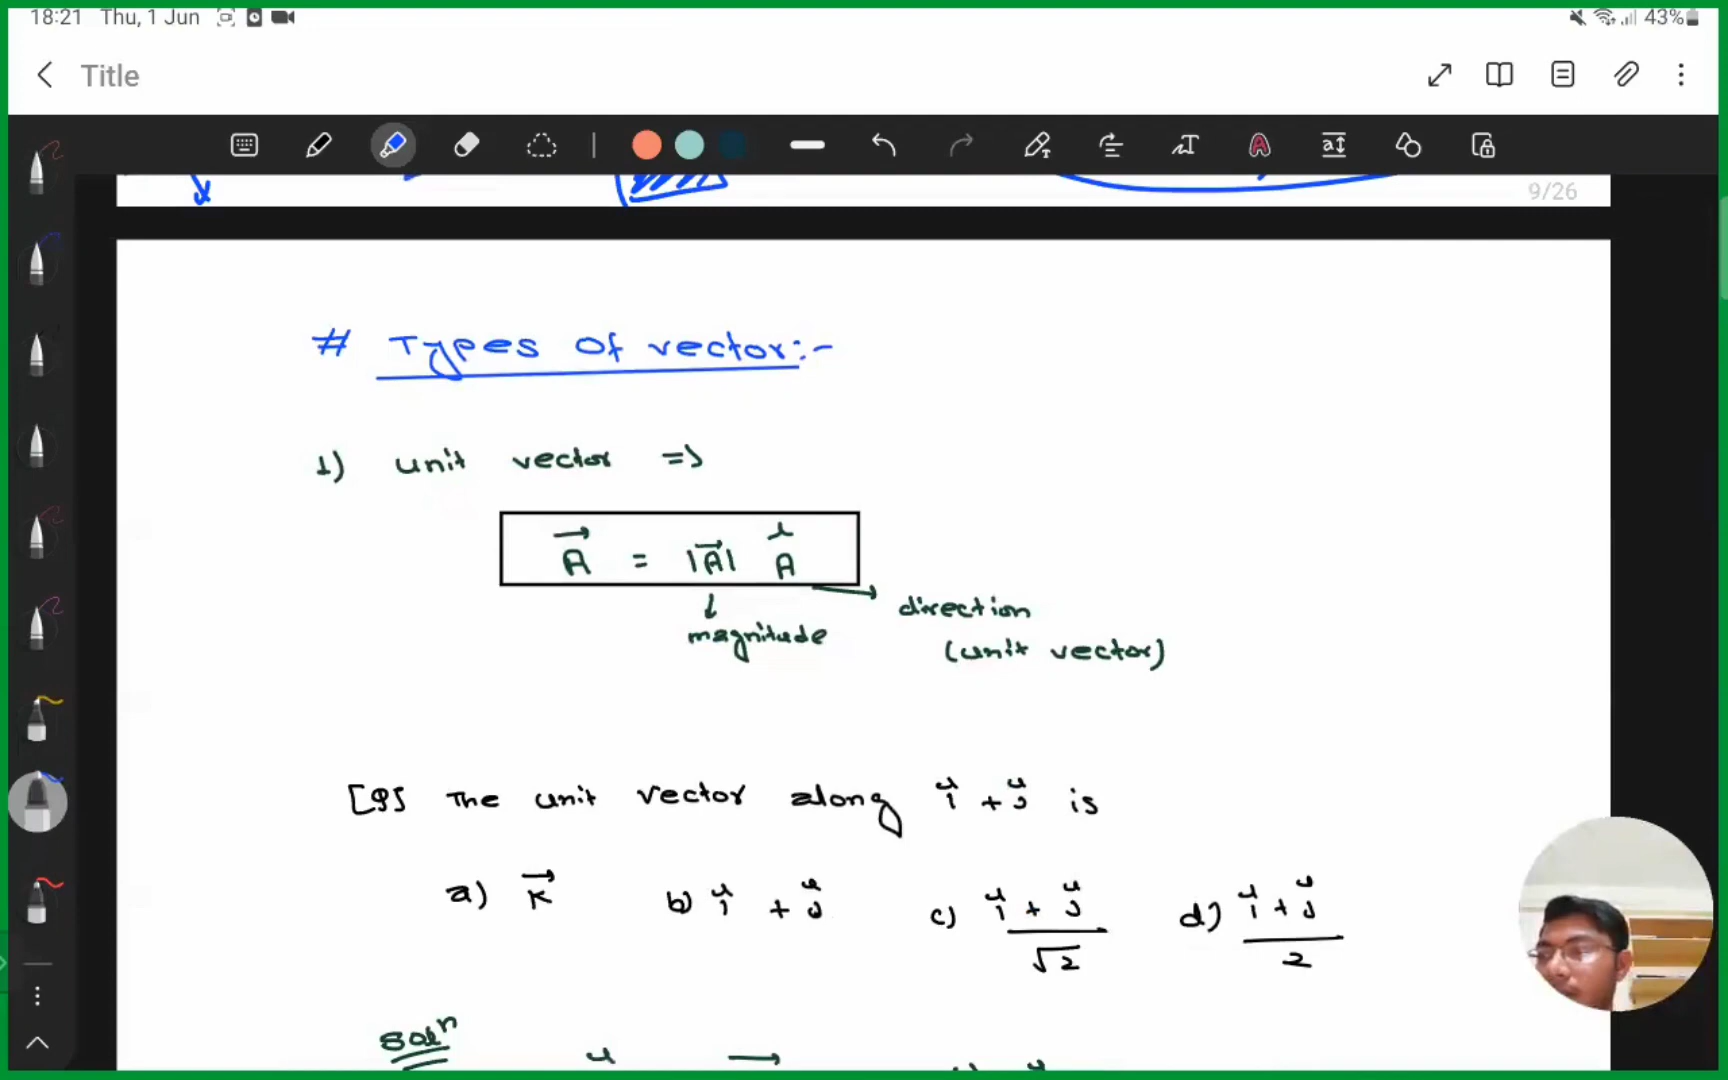 18:21 Thu, 1 Jun 43%
Title
9/26
# Types of vector:-
1) unit vector =>
A⃗ = |A⃗| Â
magnitude
direction
(unit vector)
[Q] The unit vector along î + ĵ is
a) K⃗ b) î + ĵ c) (î + ĵ)/√2 d) (î + ĵ)/2
Solⁿ